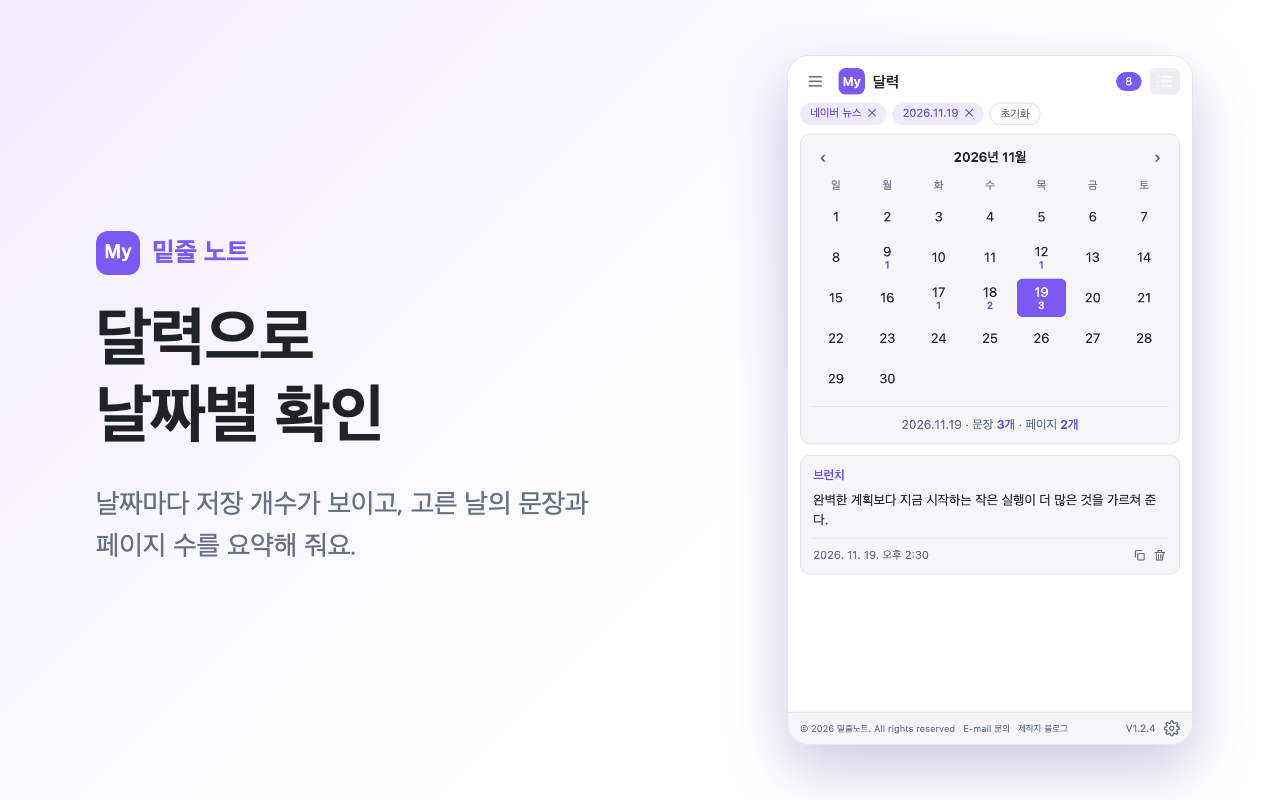 My 밑줄 노트
달력으로
날짜별 확인
날짜마다 저장 개수가 보이고, 고른 날의 문장과
페이지 수를 요약해 줘요.
My 달력 8
네이버 뉴스 2026.11.19 초기화
‹ 2026년 11월 ›
일 월 화 수 목 금 토
1 2 3 4 5 6 7
8 9 10 11 12 13 14
1 1
15 16 17 18 19 20 21
1 2 3
22 23 24 25 26 27 28
29 30
2026.11.19 · 문장 3개 · 페이지 2개
브런치
완벽한 계획보다 지금 시작하는 작은 실행이 더 많은 것을 가르쳐 준
다.
2026. 11. 19. 오후 2:30
© 2026 밑줄노트. All rights reserved E-mail 문의 제작자 블로그 V1.2.4